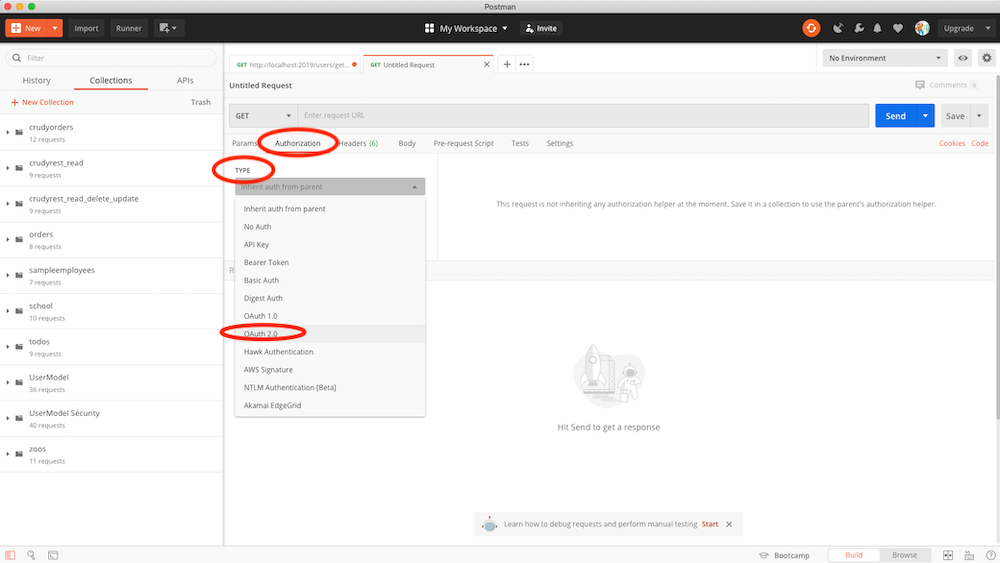 Postman
New
Import
Runner
My Workspace
Invite
Upgrade
Filter
History
Collections
APIs
New Collection
Trash
crudyorders
12 requests
crudyrest_read
9 requests
crudyrest_read_delete_update
9 requests
orders
8 requests
sampleemployees
7 requests
school
10 requests
todos
9 requests
UserModel
36 requests
UserModel Security
40 requests
zoos
11 requests
GET http://localhost:2019/users/get...
GET Untitled Request
No Environment
Untitled Request
Comments 0
GET
Enter request URL
Send
Save
Params
Authorization
Headers (6)
Body
Pre-request Script
Tests
Settings
Cookies
Code
TYPE
Inherit auth from parent
Inherit auth from parent
No Auth
API Key
Bearer Token
Basic Auth
Digest Auth
OAuth 1.0
OAuth 2.0
Hawk Authentication
AWS Signature
NTLM Authentication [Beta]
Akamai EdgeGrid
This request is not inheriting any authorization helper at the moment. Save it in a collection to use the parent's authorization helper.
Hit Send to get a response
Learn how to debug requests and perform manual testing
Start
Bootcamp
Build
Browse